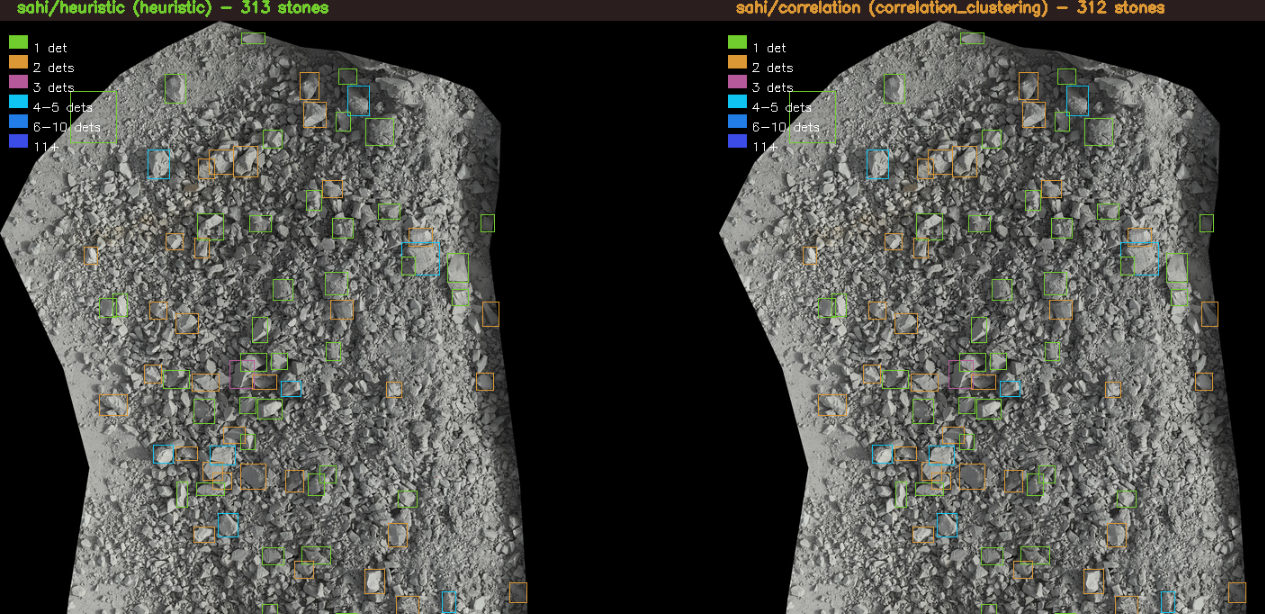 sahi/heuristic (heuristic) – 313 stones
1 det
2 dets
3 dets
4–5 dets
6–10 dets
11+
sahi/correlation (correlation_clustering) – 312 stones
1 det
2 dets
3 dets
4–5 dets
6–10 dets
11+